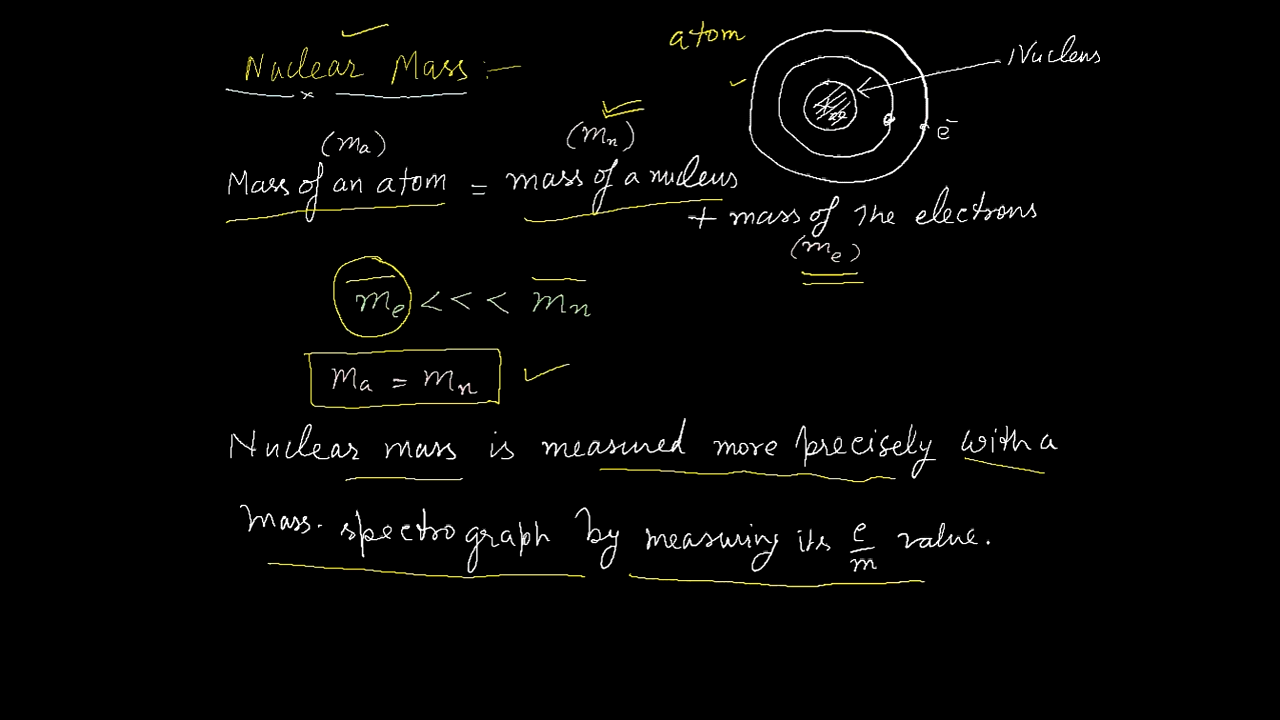 atom
Nuclear Mass :-
Nucleus
e⁻
(ma) (mn)
Mass of an atom = mass of a nucleus
+ mass of the electrons
(me)
me <<< mn
ma = mn
Nuclear mass is measured more precisely with a
mass. spectrograph by measuring its e/m value.